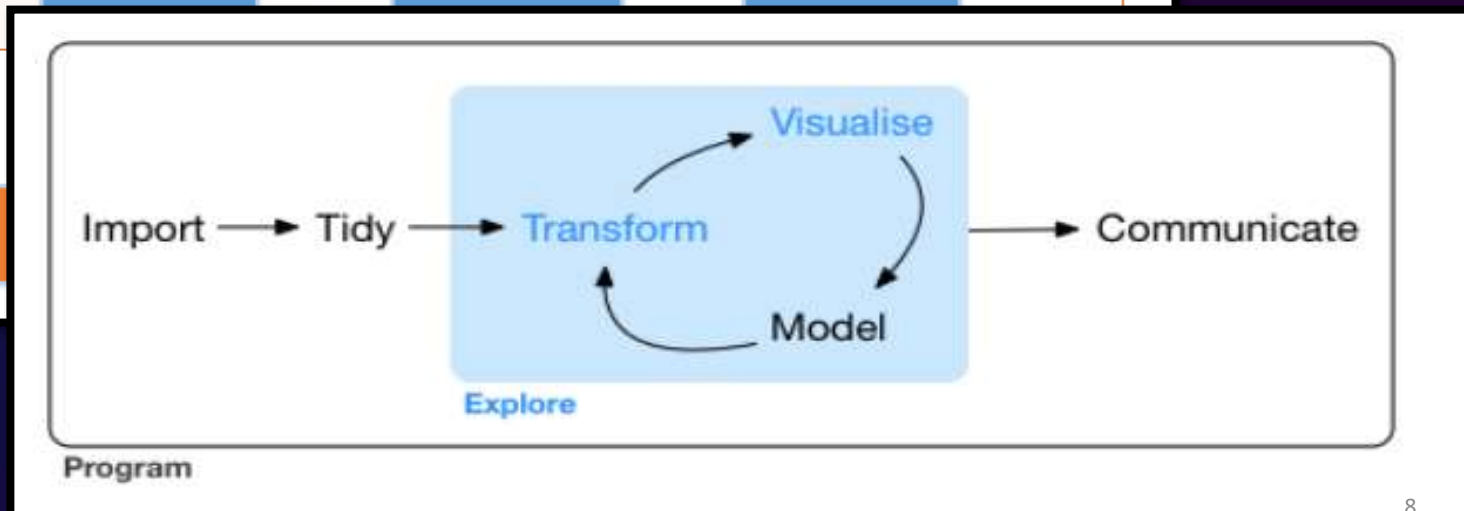 Visualise
Import Tidy Transform Communicate
Model
Explore
Program
8